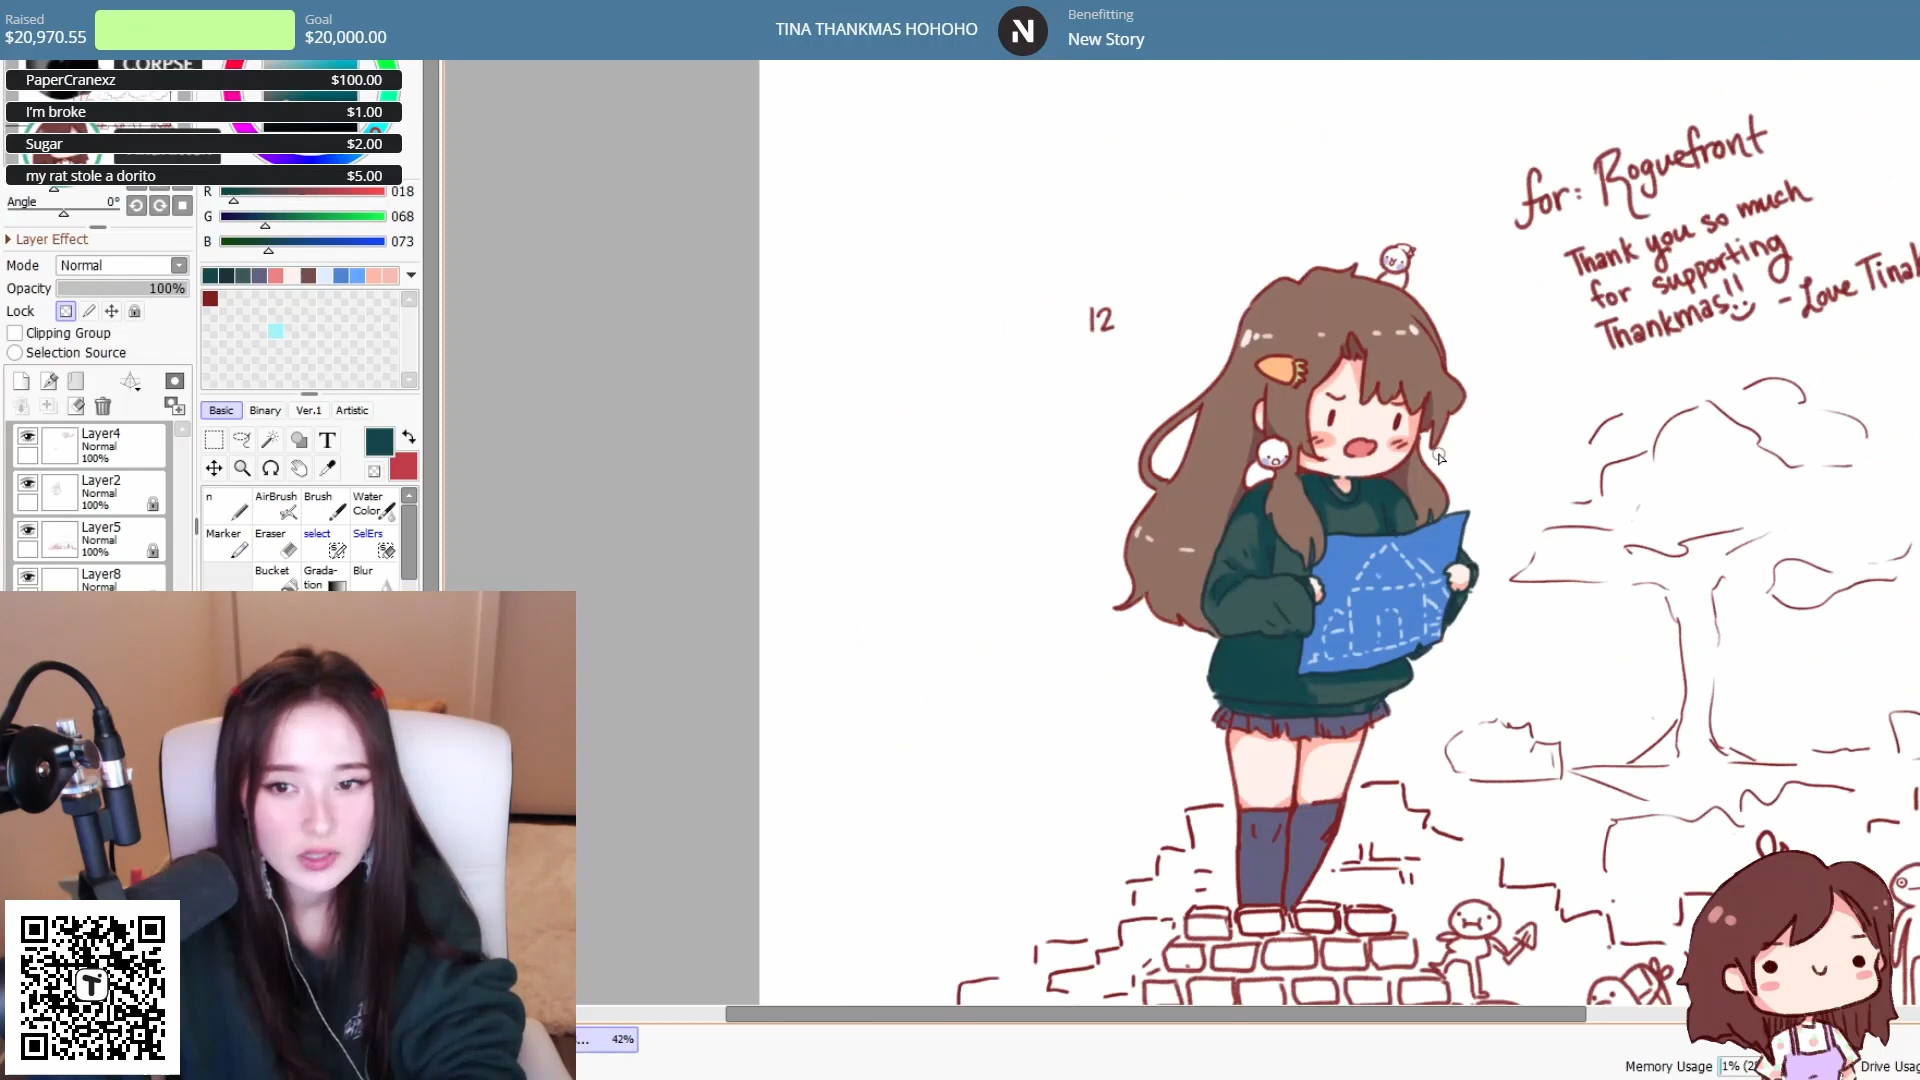 Raised
$20,970.55
Goal
$20,000.00
TINA THANKMAS HOHOHO
N
Benefitting
New Story
CORPSE
PaperCranexz $100.00
I'm broke $1.00
Sugar $2.00
my rat stole a dorito $5.00
Angle 0°
Layer Effect
Mode Normal
Opacity 100%
Lock
Clipping Group
Selection Source
R 018
G 068
B 073
Basic Binary Ver.1 Artistic
T
n AirBrush Brush Water Color
Marker Eraser select SelErs
Bucket Grada-tion Blur
Layer4
Normal
100%
Layer2
Normal
100%
Layer5
Normal
100%
Layer8
Normal
for: Roguefront
Thank you so much
for supporting
Thankmas!! - Love
12
... 42%
Memory Usage 1%